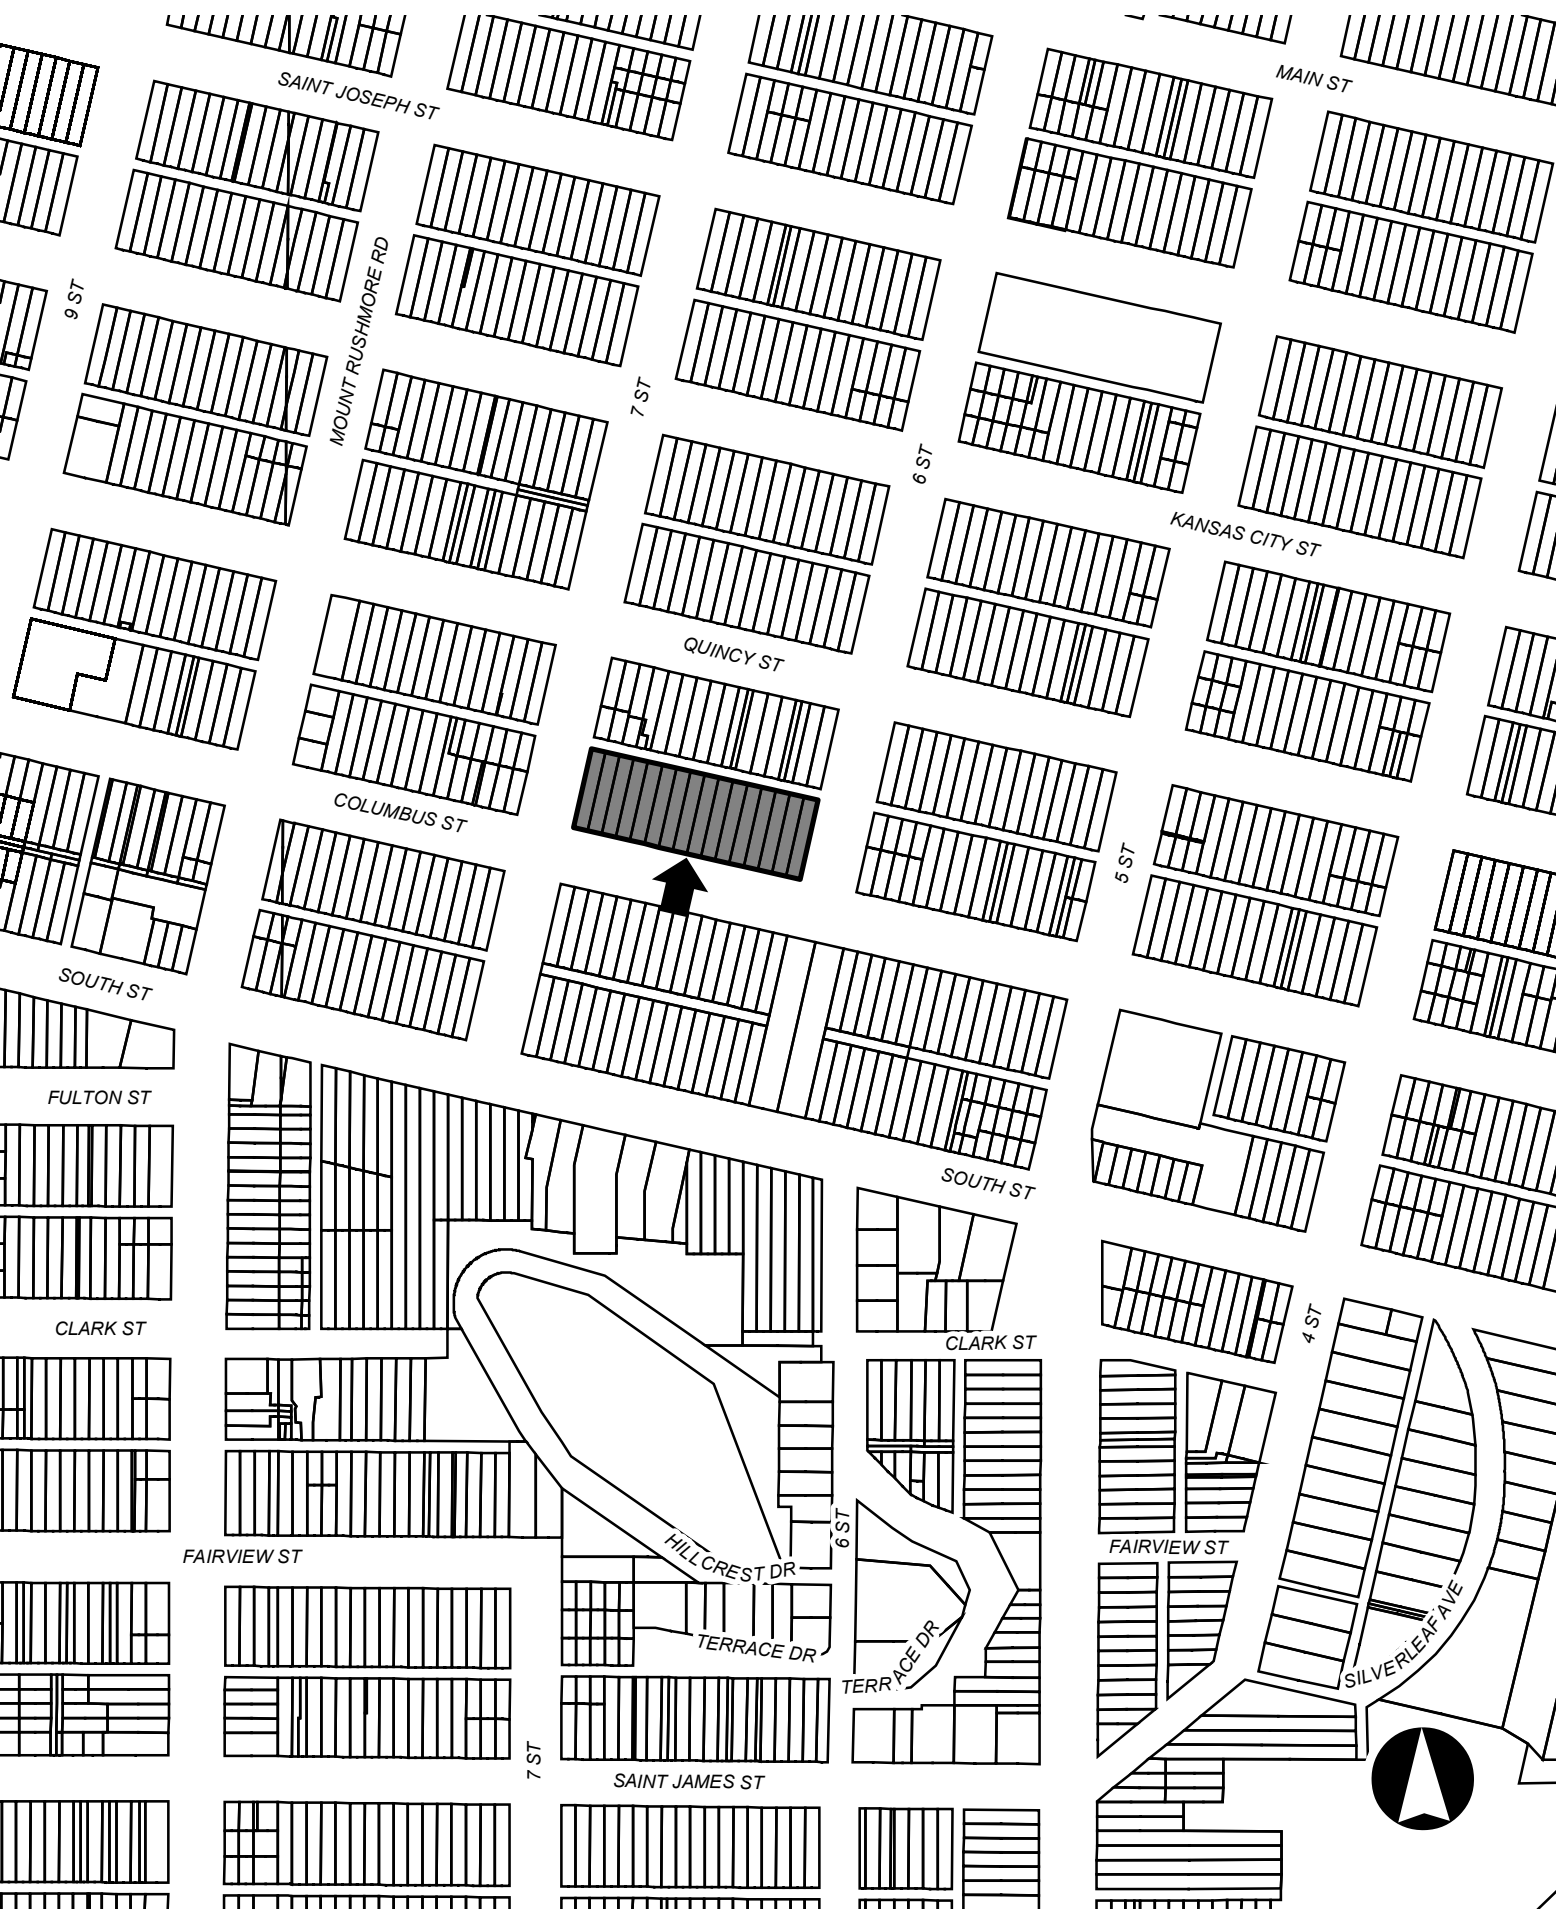 MAIN ST
SAINT JOSEPH ST
9 ST
MOUNT RUSHMORE RD
7 ST
6 ST
KANSAS CITY ST
QUINCY ST
COLUMBUS ST
5 ST
SOUTH ST
FULTON ST
SOUTH ST
CLARK ST
CLARK ST
4 ST
6 ST
FAIRVIEW ST
FAIRVIEW ST
HILLCREST DR
TERRACE DR
TERRACE DR
SILVERLEAF AVE
7 ST
SAINT JAMES ST